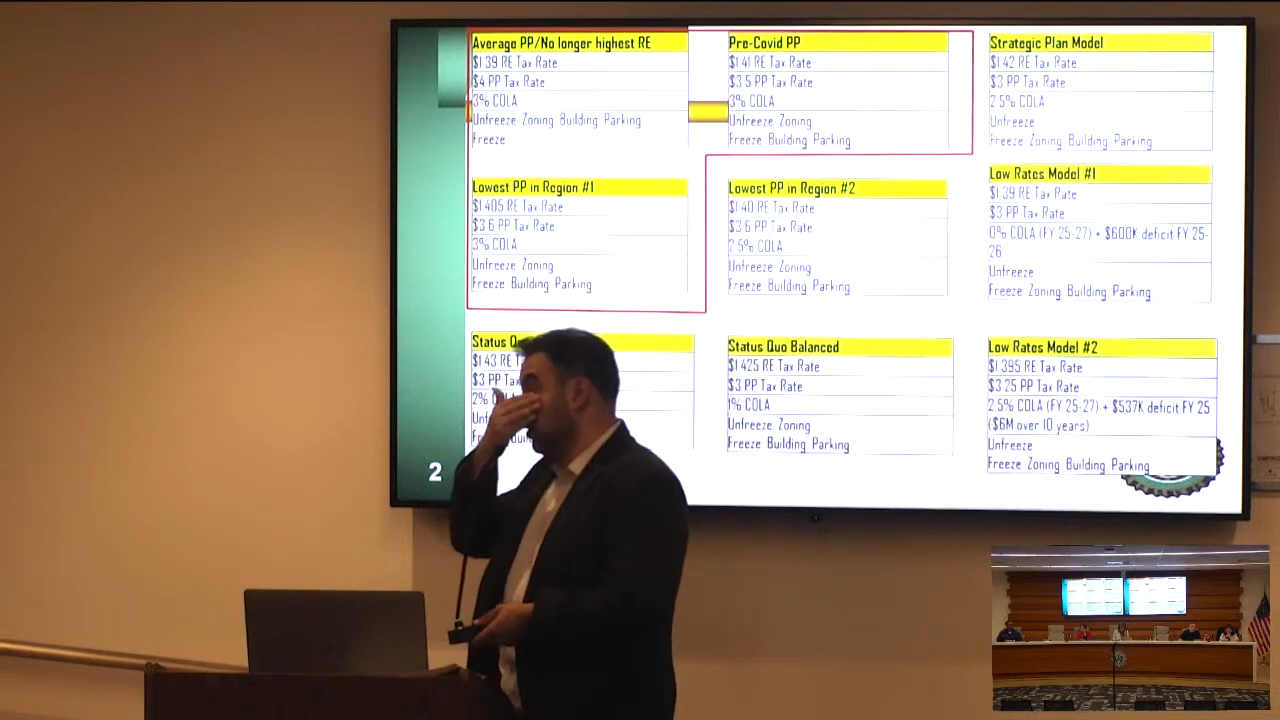 Average PP/No longer highest RE
$1.39 RE Tax Rate
$4 PP Tax Rate
3% COLA
Unfreeze Zoning Building Parking
Freeze
Pre-Covid PP
$1.41 RE Tax Rate
$3.5 PP Tax Rate
3% COLA
Unfreeze Zoning
Freeze Building Parking
Strategic Plan Model
$1.42 RE Tax Rate
$3 PP Tax Rate
2.5% COLA
Unfreeze
Freeze Zoning Building Parking
Lowest PP in Region #1
$1.405 RE Tax Rate
$3.6 PP Tax Rate
3% COLA
Unfreeze Zoning
Freeze Building Parking
Lowest PP in Region #2
$1.40 RE Tax Rate
$3.6 PP Tax Rate
2.5% COLA
Unfreeze Zoning
Freeze Building Parking
Low Rates Model #1
$1.39 RE Tax Rate
$3 PP Tax Rate
0% COLA (FY 25-27) + $600K deficit FY 25-
26
Unfreeze
Freeze Zoning Building Parking
Status
$1.43 RE
$3 PP Tax
2%
Status Quo Balanced
$1.425 RE Tax Rate
$3 PP Tax Rate
1% COLA
Unfreeze Zoning
Freeze Building Parking
Low Rates Model #2
$1.395 RE Tax Rate
$3.25 PP Tax Rate
2.5% COLA (FY 25-27) + $537K deficit FY 25
($6M over 10 years)
Unfreeze
Freeze Zoning Building Parking
2